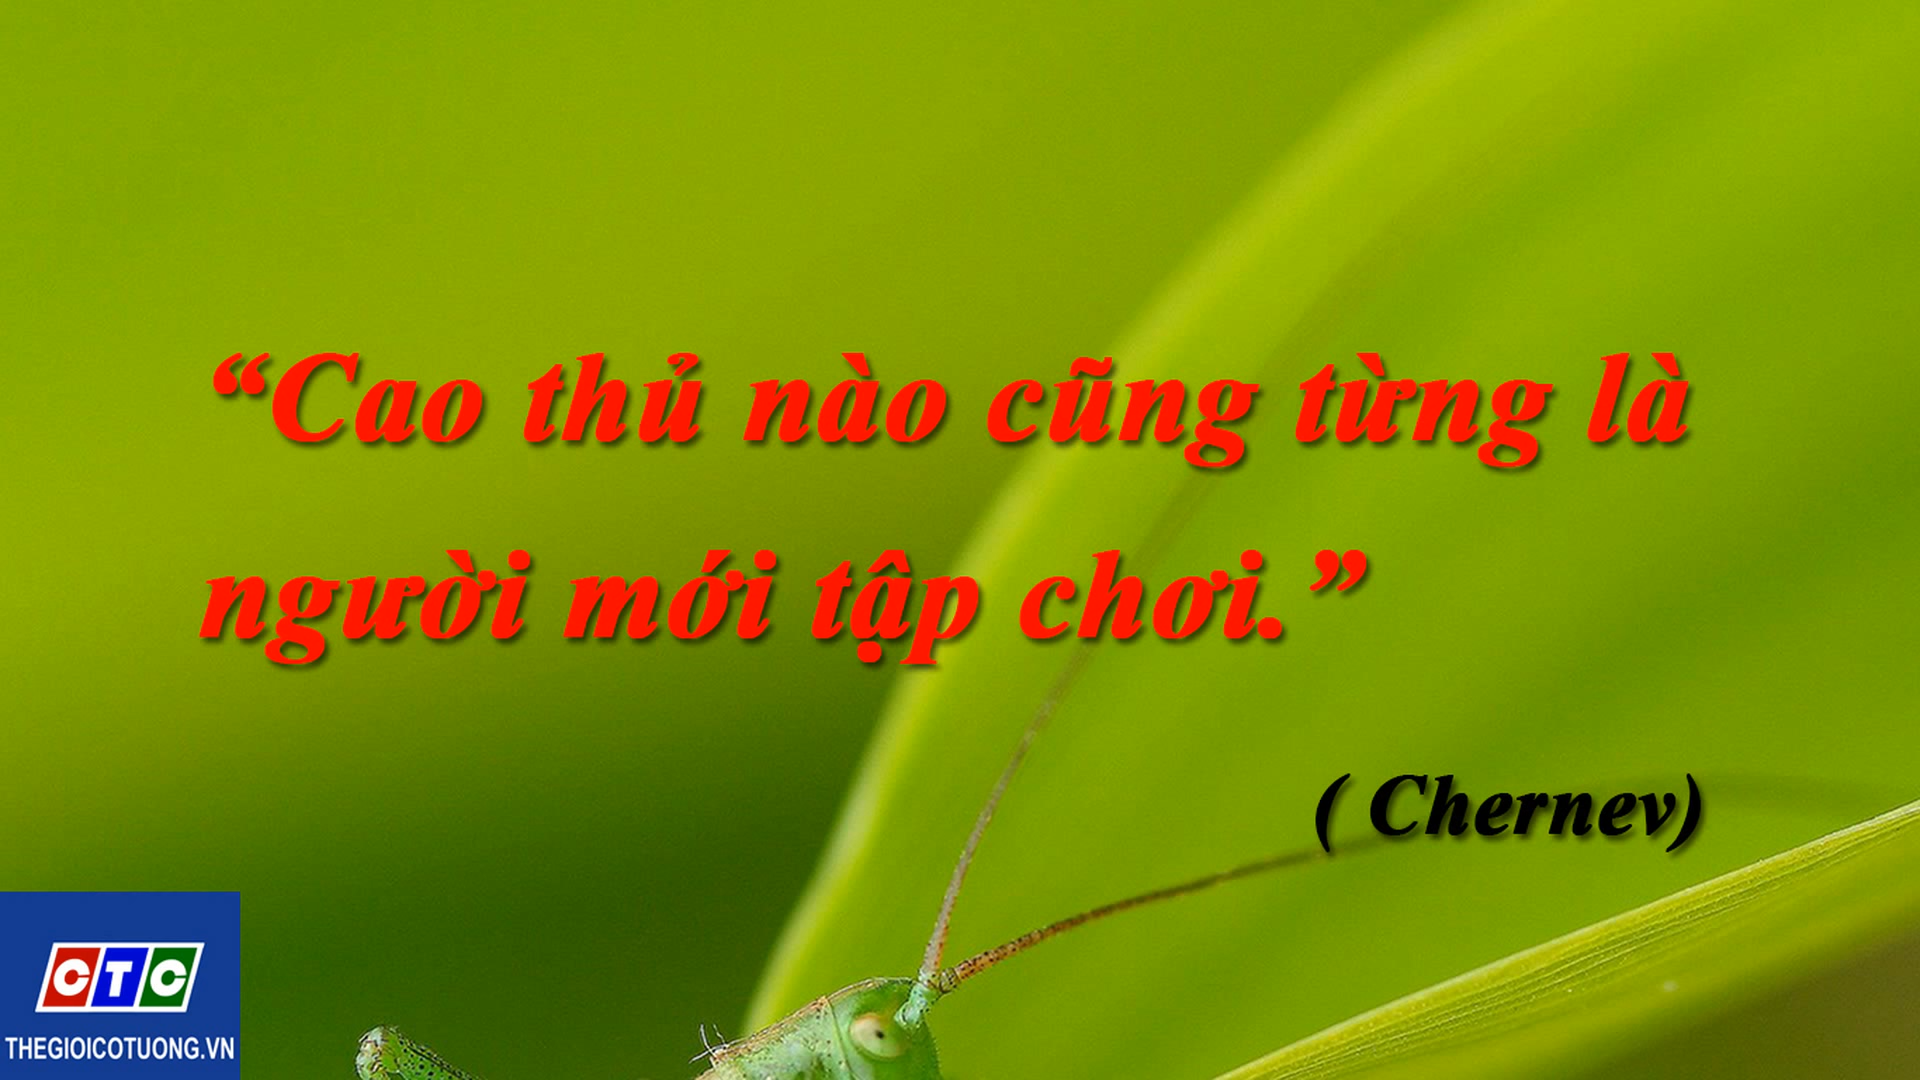 “Cao thủ nào cũng từng là
người mới tập chơi.”
( Chernev)
CTC
THEGIOICOTUONG.VN